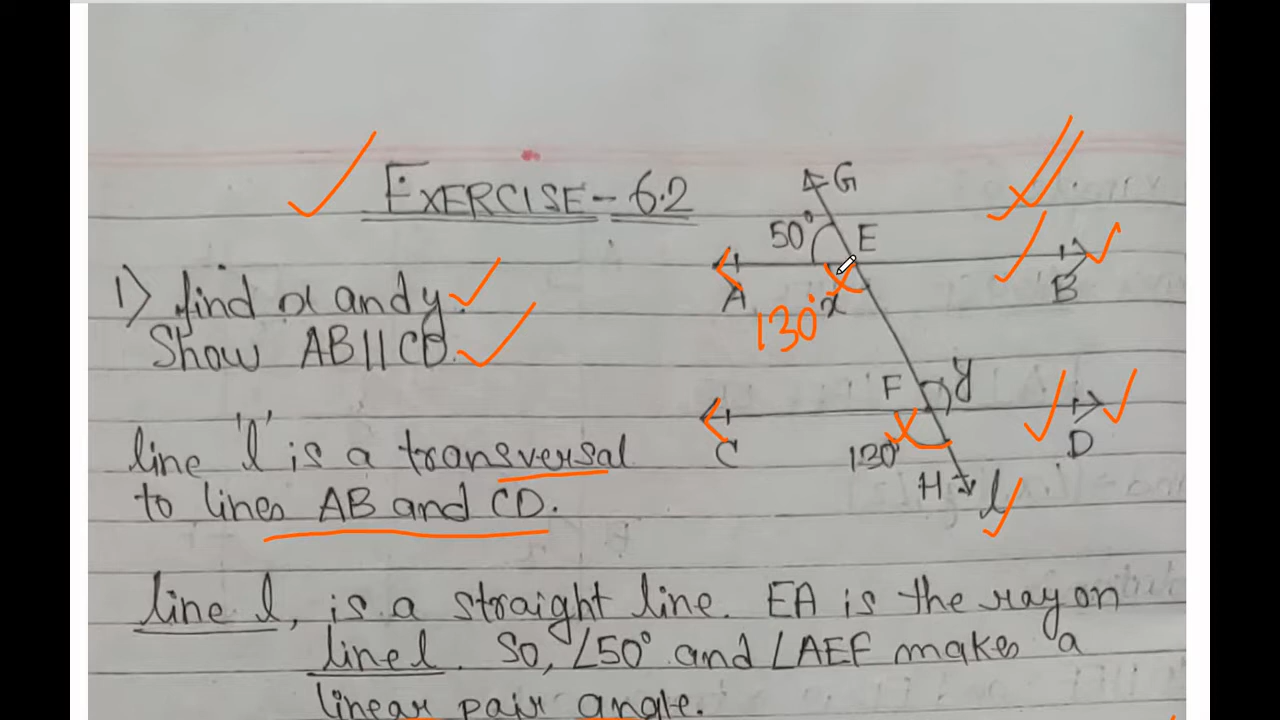 EXERCISE-6.2
1) find x and y.
Show AB||CD.
G
50°
E
A
B
130°
x
F
y
C
D
130°
H
l
line 'l' is a transversal
to lines AB and CD.
line l, is a straight line. EA is the ray on
line l. So, ∠50° and ∠AEF makes a
linear pair angle.